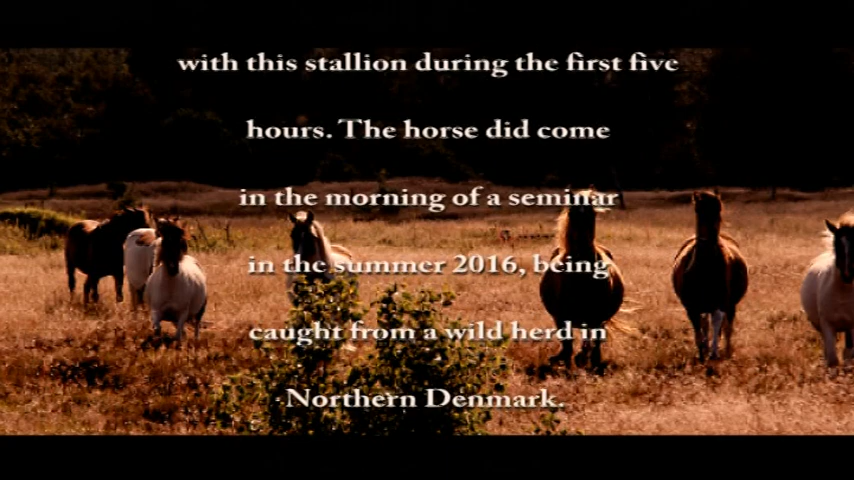 with this stallion during the first five
hours. The horse did come
in the morning of a seminar
in the summer 2016, being
caught from a wild herd in
Northern Denmark.